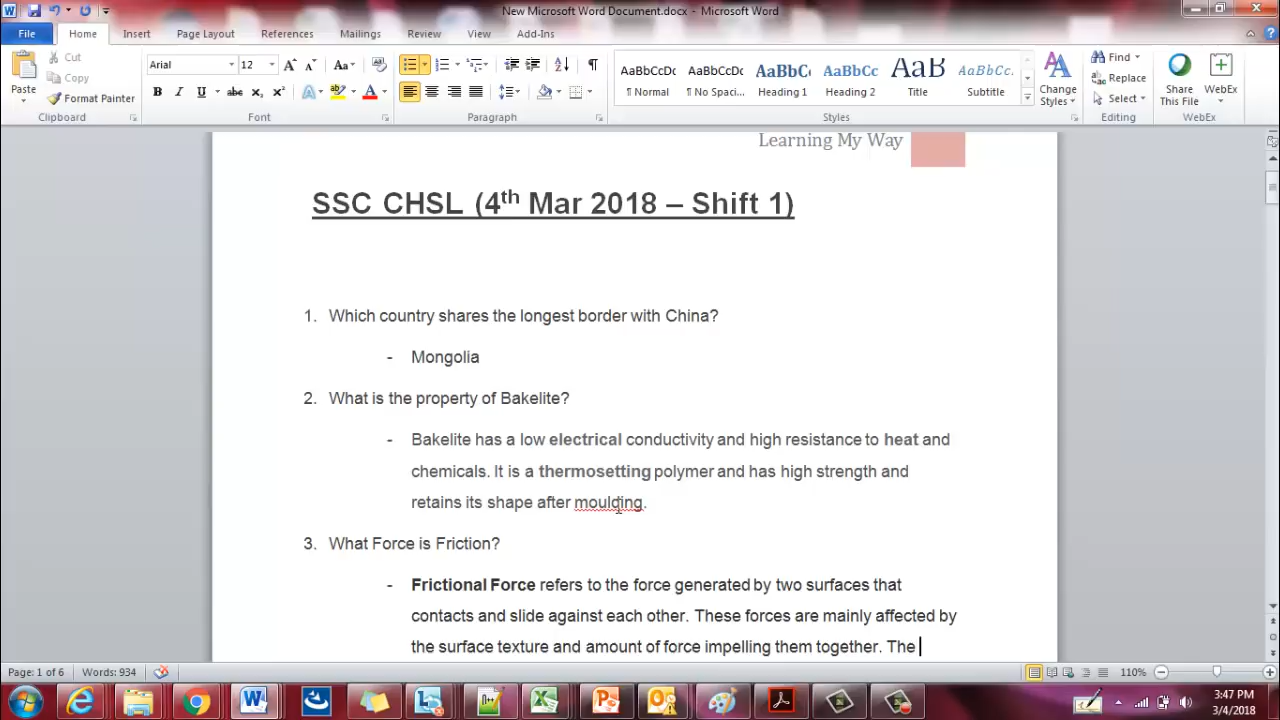 New Microsoft Word Document.docx - Microsoft Word
File Home Insert Page Layout References Mailings Review View Add-Ins
Paste
Cut
Copy
Format Painter
Clipboard
Arial 12
Font
Paragraph
AaBbCcDc AaBbCcDc AaBbC AaBbCc AaB AaBbCc.
¶ Normal ¶ No Spaci... Heading 1 Heading 2 Title Subtitle
Styles
Change
Styles
Find
Replace
Select
Editing
Share
This File
WebEx
WebEx
Learning My Way
SSC CHSL (4th Mar 2018 – Shift 1)
1. Which country shares the longest border with China?
- Mongolia
2. What is the property of Bakelite?
- Bakelite has a low electrical conductivity and high resistance to heat and
chemicals. It is a thermosetting polymer and has high strength and
retains its shape after moulding.
3. What Force is Friction?
- Frictional Force refers to the force generated by two surfaces that
contacts and slide against each other. These forces are mainly affected by
the surface texture and amount of force impelling them together. The
Page: 1 of 6 Words: 934 110%
3:47 PM
3/4/2018